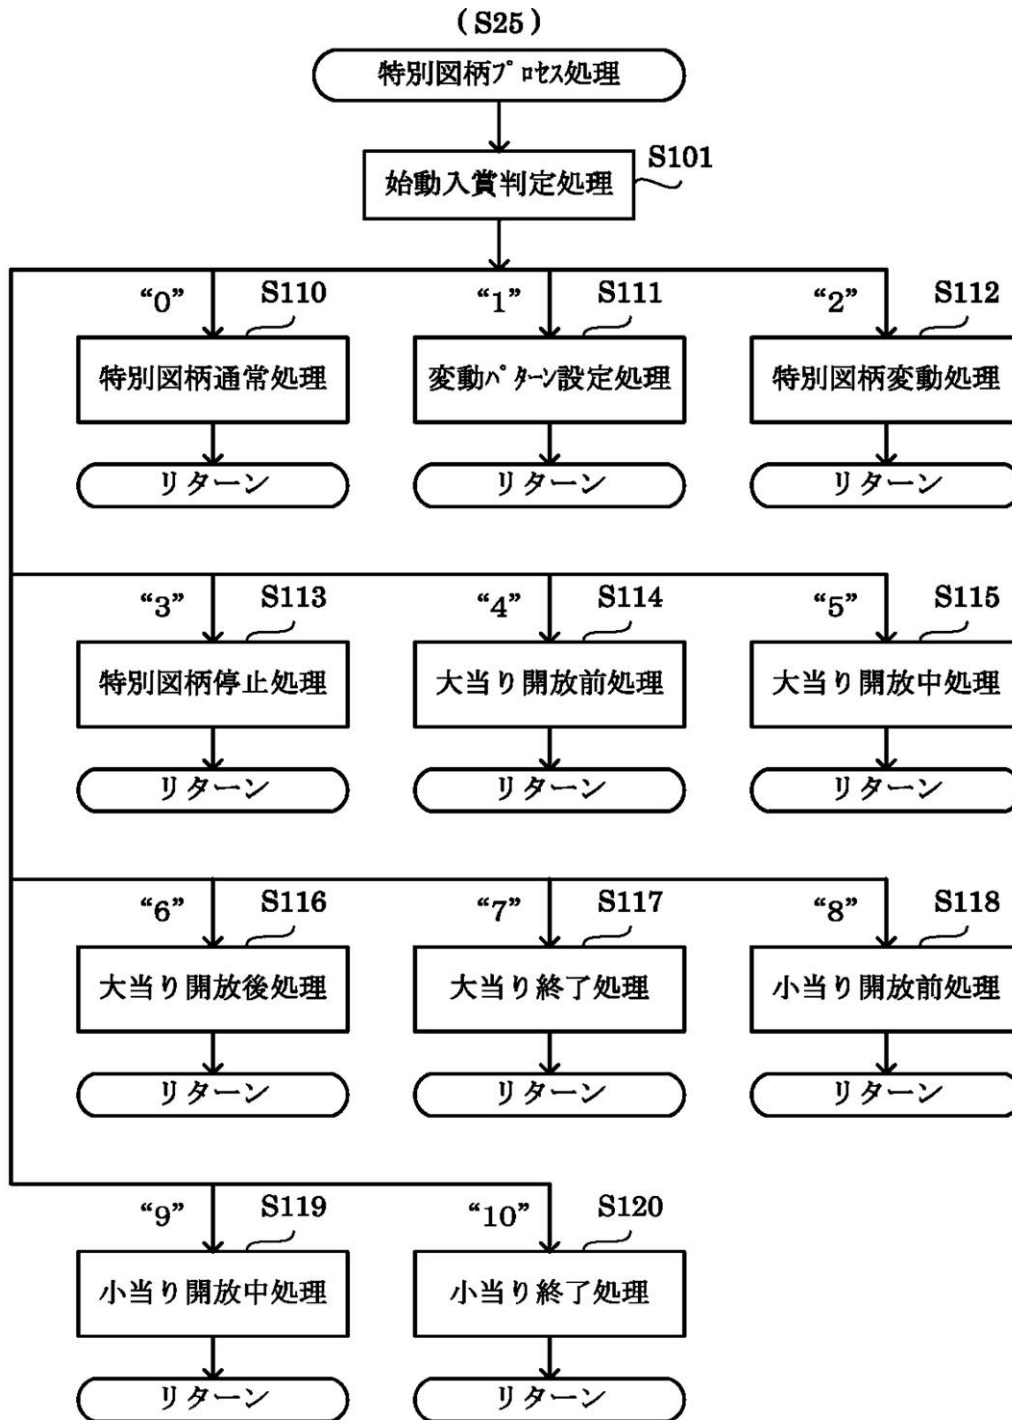 (S25)
特別図柄ﾌﾟﾛｾｽ処理
S101
始動入賞判定処理
“0” S110 “1” S111 “2” S112
特別図柄通常処理 変動ﾊﾟﾀｰﾝ設定処理 特別図柄変動処理
リターン リターン リターン
“3” S113 “4” S114 “5” S115
特別図柄停止処理 大当り開放前処理 大当り開放中処理
リターン リターン リターン
“6” S116 “7” S117 “8” S118
大当り開放後処理 大当り終了処理 小当り開放前処理
リターン リターン リターン
“9” S119 “10” S120
小当り開放中処理 小当り終了処理
リターン リターン